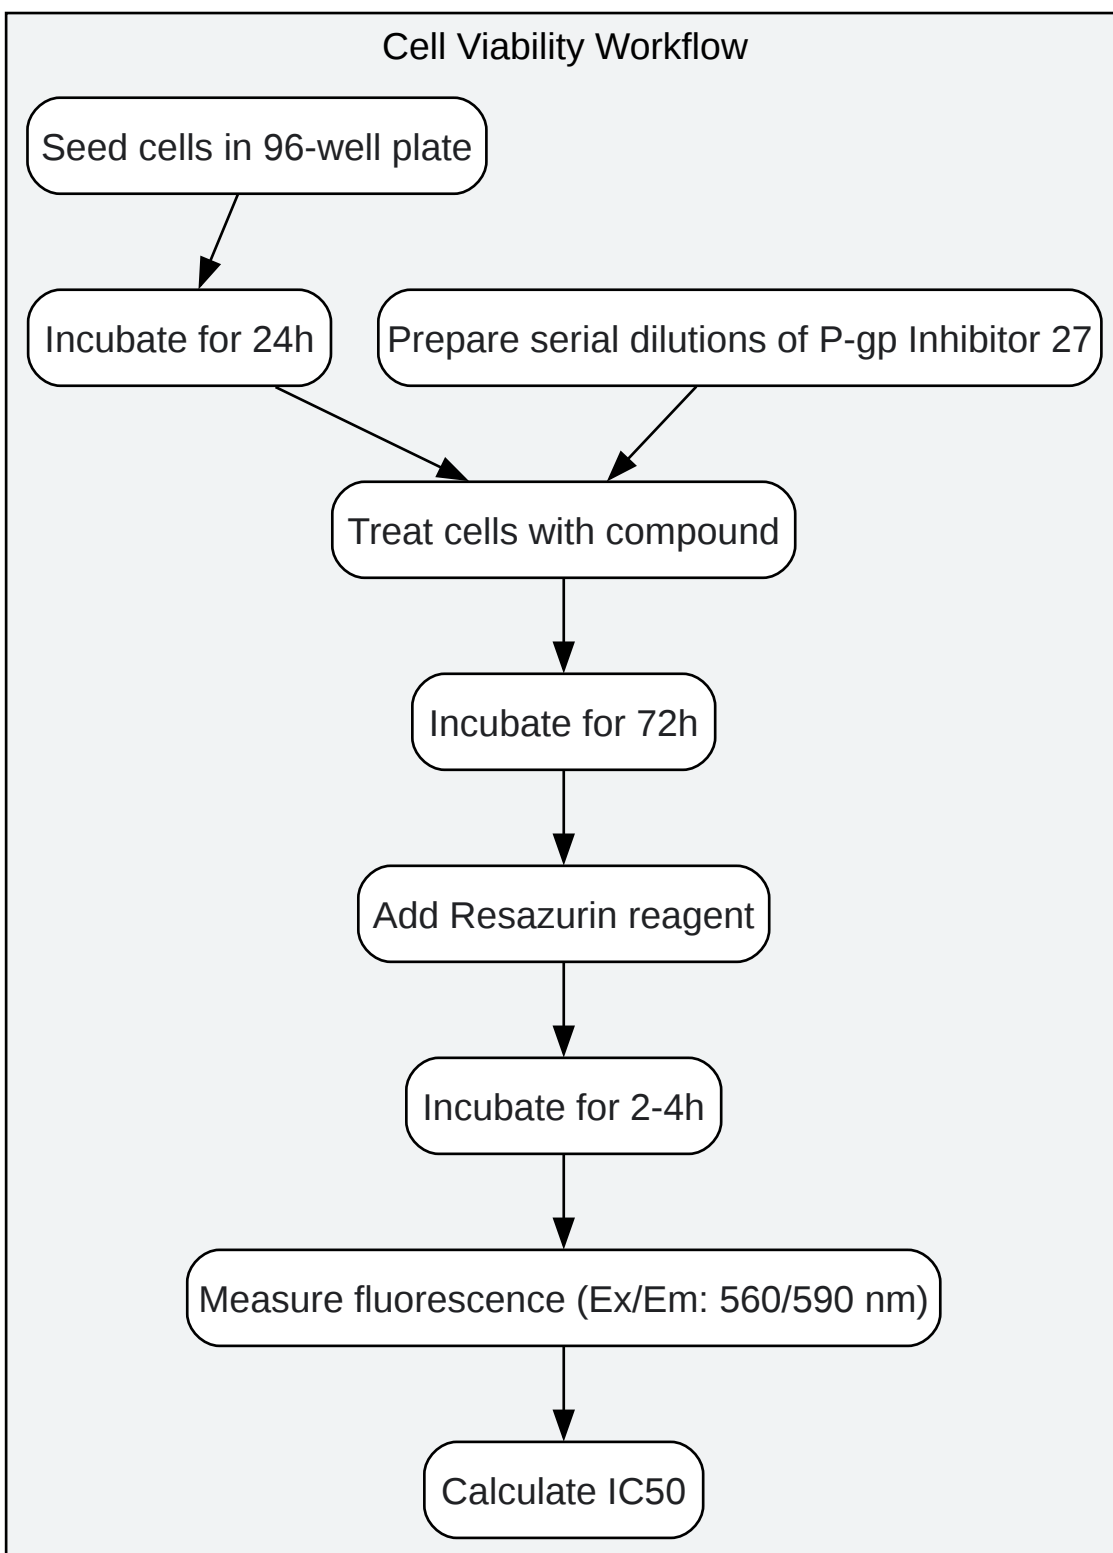 Cell Viability Workflow
Seed cells in 96-well plate
Incubate for 24h
Prepare serial dilutions of P-gp Inhibitor 27
Treat cells with compound
Incubate for 72h
Add Resazurin reagent
Incubate for 2-4h
Measure fluorescence (Ex/Em: 560/590 nm)
Calculate IC50